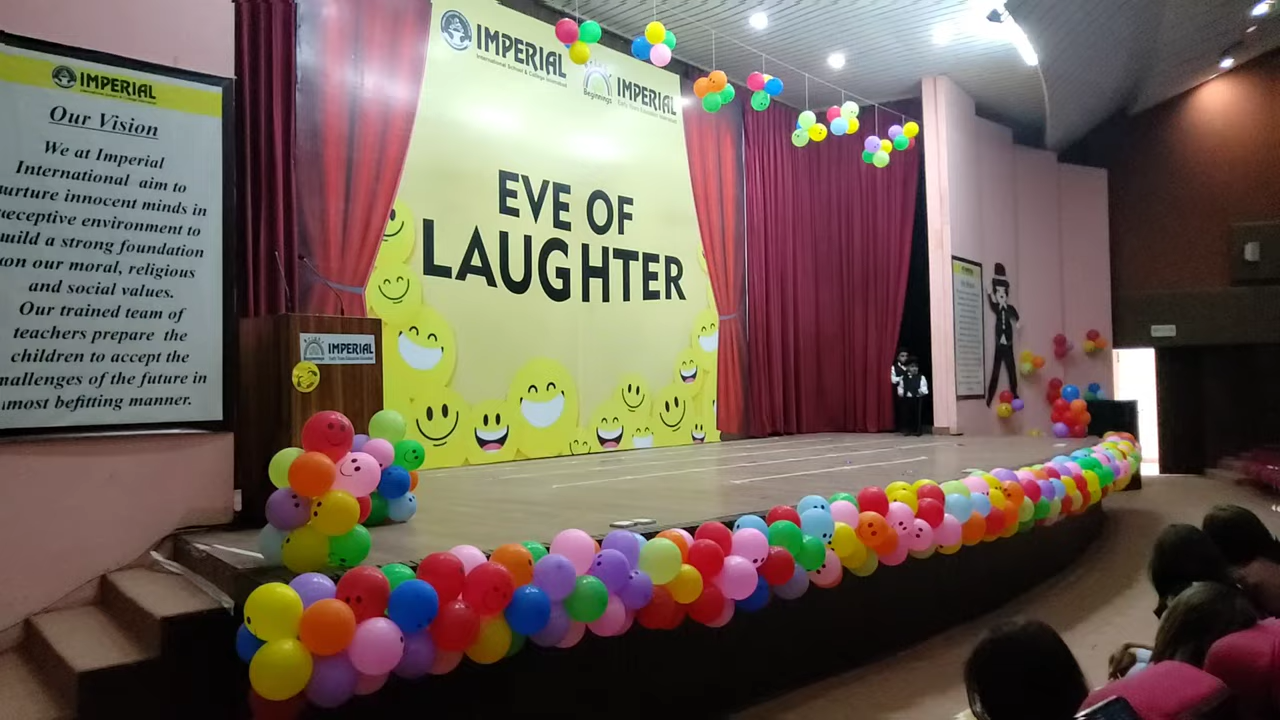 IMPERIAL
Our Vision
We at Imperial
International aim to
urture innocent minds in
eceptive environment to
uild a strong foundation
on our moral, religious
and social values.
Our trained team of
teachers prepare the
children to accept the
hallenges of the future in
most befitting manner.
IMPERIAL
International School & College Islamabad
Beginnings
IMPERIAL
EVE OF
LAUGHTER
IMPERIAL